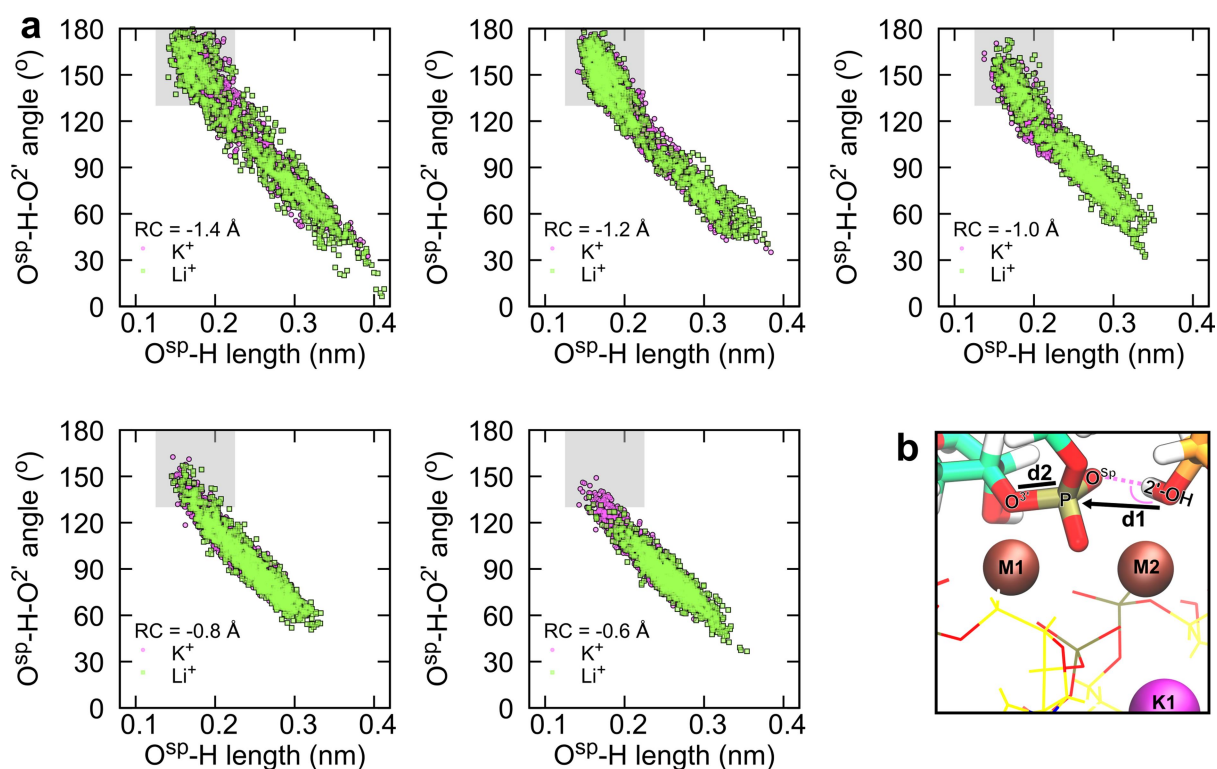 a
180
150
120
90
60
30
0
O^sp-H-O^2' angle (°)
RC = -1.4 Å
K⁺
Li⁺
0.1 0.2 0.3 0.4
O^sp-H length (nm)
180
150
120
90
60
30
0
O^sp-H-O^2' angle (°)
RC = -1.2 Å
K⁺
Li⁺
0.1 0.2 0.3 0.4
O^sp-H length (nm)
180
150
120
90
60
30
0
O^sp-H-O^2' angle (°)
RC = -1.0 Å
K⁺
Li⁺
0.1 0.2 0.3 0.4
O^sp-H length (nm)
180
150
120
90
60
30
0
O^sp-H-O^2' angle (°)
RC = -0.8 Å
K⁺
Li⁺
0.1 0.2 0.3 0.4
O^sp-H length (nm)
180
150
120
90
60
30
0
O^sp-H-O^2' angle (°)
RC = -0.6 Å
K⁺
Li⁺
0.1 0.2 0.3 0.4
O^sp-H length (nm)
b
d2
O^Sp
O^3'
P
2'-OH
d1
M1
M2
K1